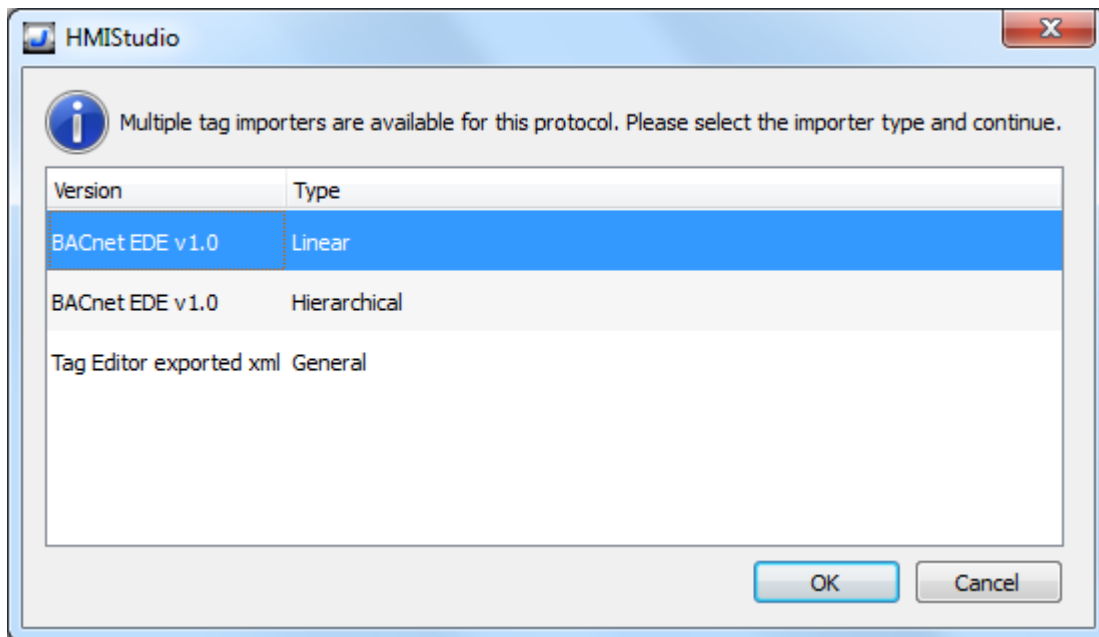 HMIStudio
Multiple tag importers are available for this protocol. Please select the importer type and continue.
Version Type
BACnet EDE v1.0 Linear
BACnet EDE v1.0 Hierarchical
Tag Editor exported xml General
OK Cancel